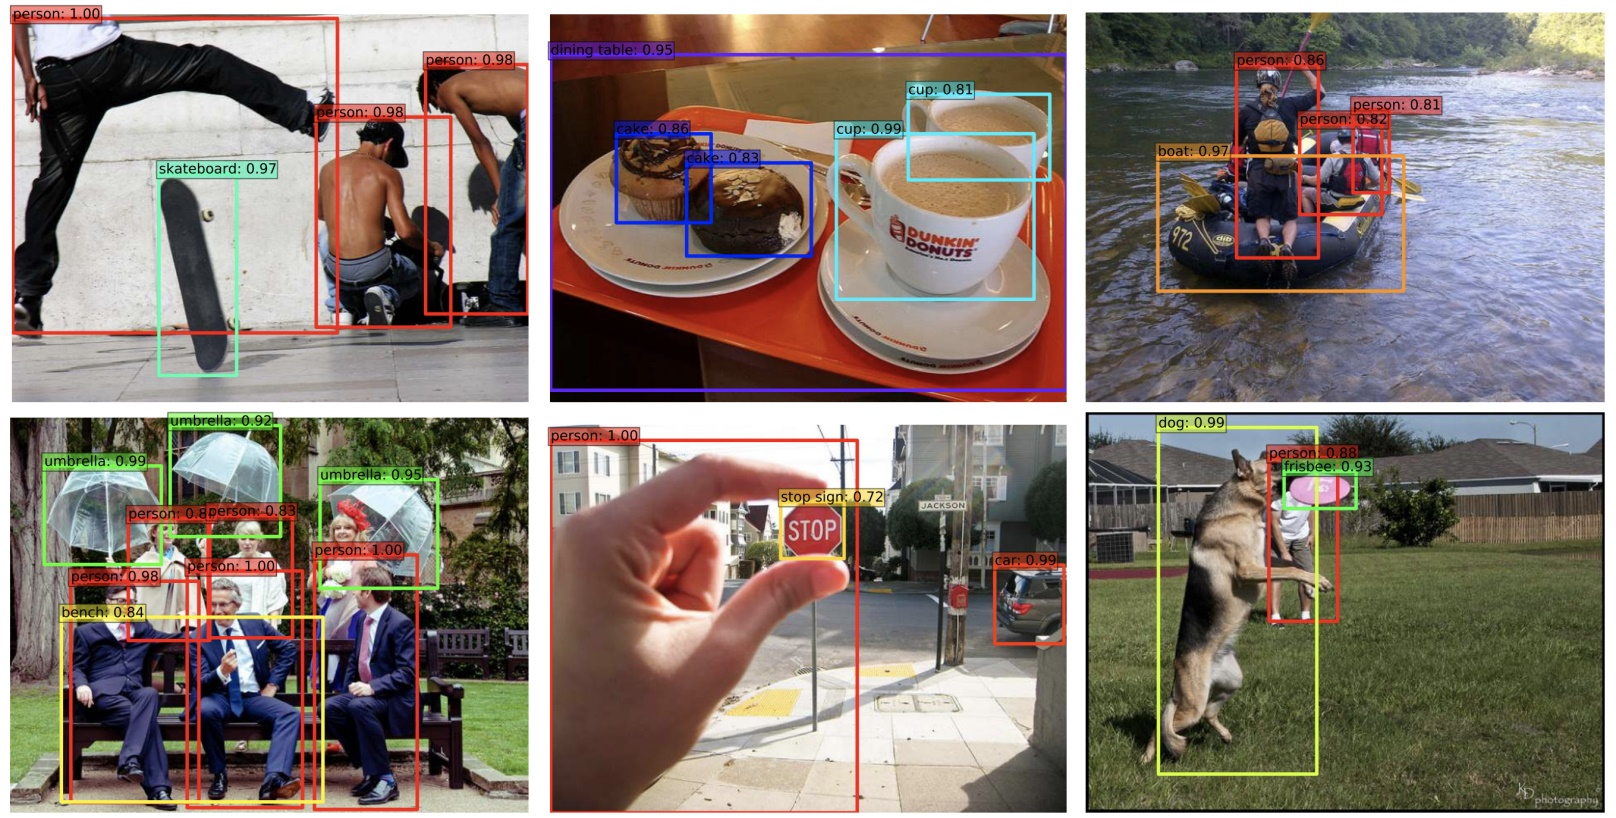 person: 1.00
person: 0.98
person: 0.98
skateboard: 0.97
dining table: 0.95
cup: 0.81
cake: 0.86
cup: 0.99
cake: 0.83
DUNKIN'
DONUTS
person: 0.86
person: 0.81
person: 0.82
boat: 0.97
972
umbrella: 0.92
umbrella: 0.99
umbrella: 0.95
person: 0.83
person: 1.00
person: 1.00
person: 0.98
bench: 0.84
person: 1.00
stop sign: 0.72
STOP
JACKSON
car: 0.99
dog: 0.99
person: 0.88
frisbee: 0.93
photography